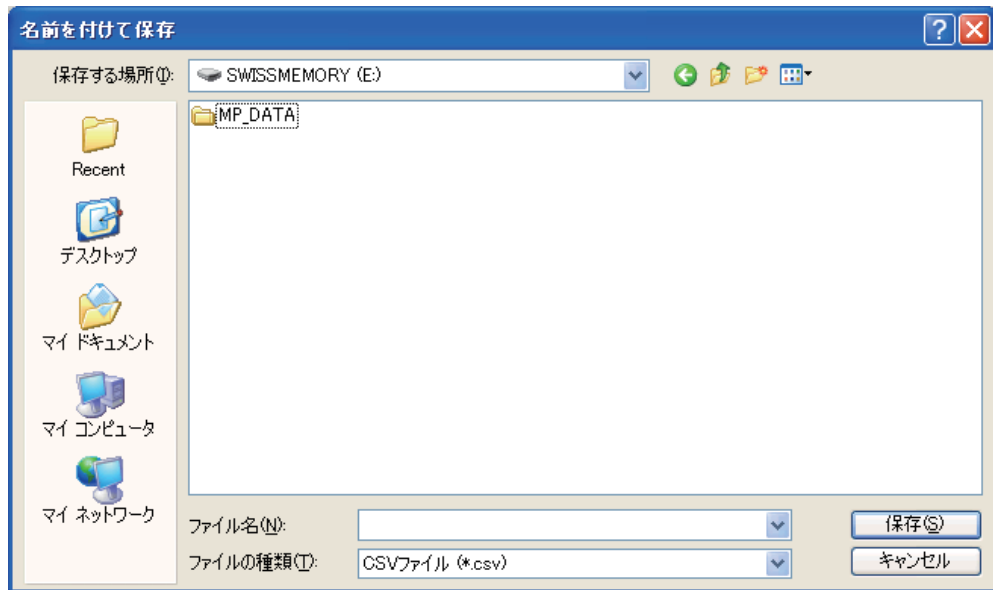 名前を付けて保存
保存する場所(I):
SWISSMEMORY (E:)
MP_DATA
Recent
デスクトップ
マイ ドキュメント
マイ コンピュータ
マイ ネットワーク
ファイル名(N):
保存(S)
ファイルの種類(T):
CSVファイル (*.csv)
キャンセル